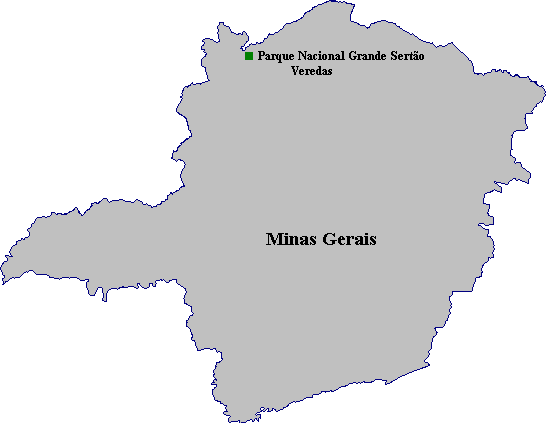 Parque Nacional Grande Sertão
Veredas
Minas Gerais